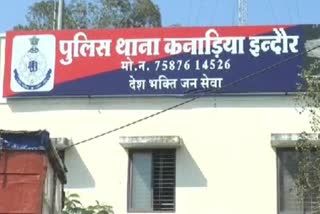 पुलिस थाना कनाड़िया इन्दौर
मो.न. 75876 14526
देश भक्ति जन सेवा